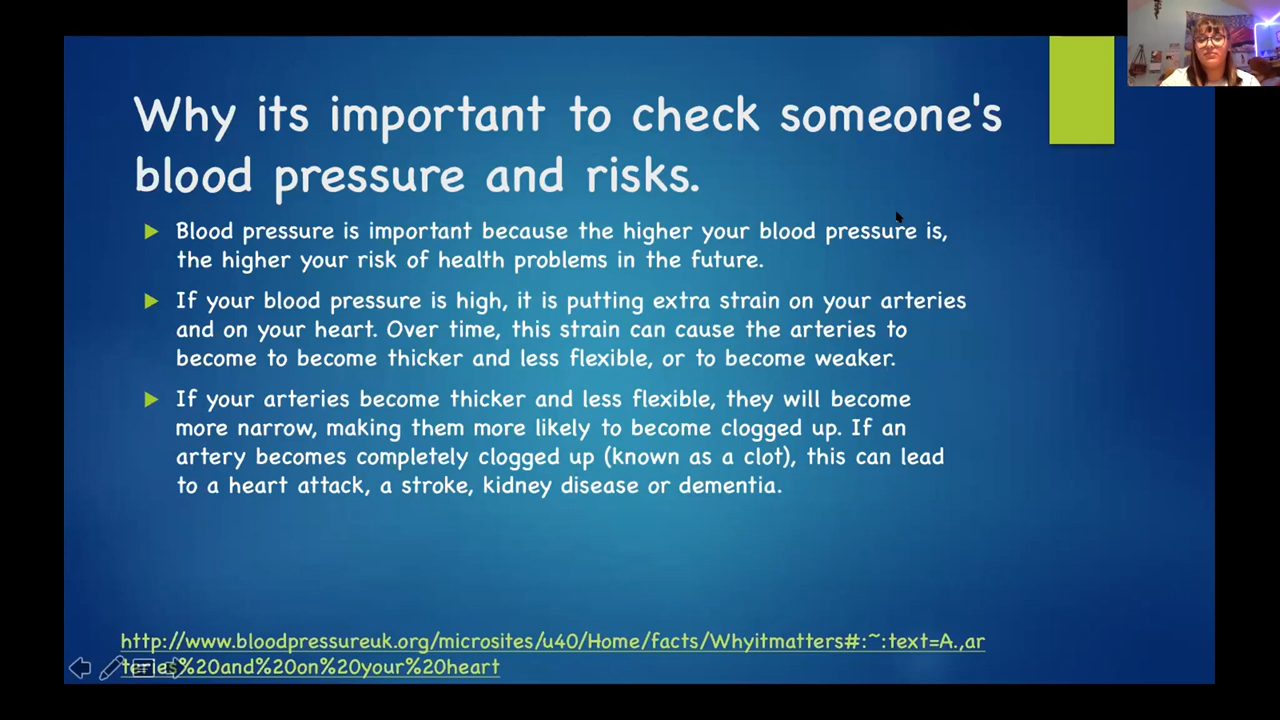 Why its important to check someone's
blood pressure and risks.
Blood pressure is important because the higher your blood pressure is,
the higher your risk of health problems in the future.
If your blood pressure is high, it is putting extra strain on your arteries
and on your heart. Over time, this strain can cause the arteries to
become to become thicker and less flexible, or to become weaker.
If your arteries become thicker and less flexible, they will become
more narrow, making them more likely to become clogged up. If an
artery becomes completely clogged up (known as a clot), this can lead
to a heart attack, a stroke, kidney disease or dementia.
http://www.bloodpressureuk.org/microsites/u40/Home/facts/Whyitmatters#:~:text=A.,ar
teries%20and%20on%20your%20heart